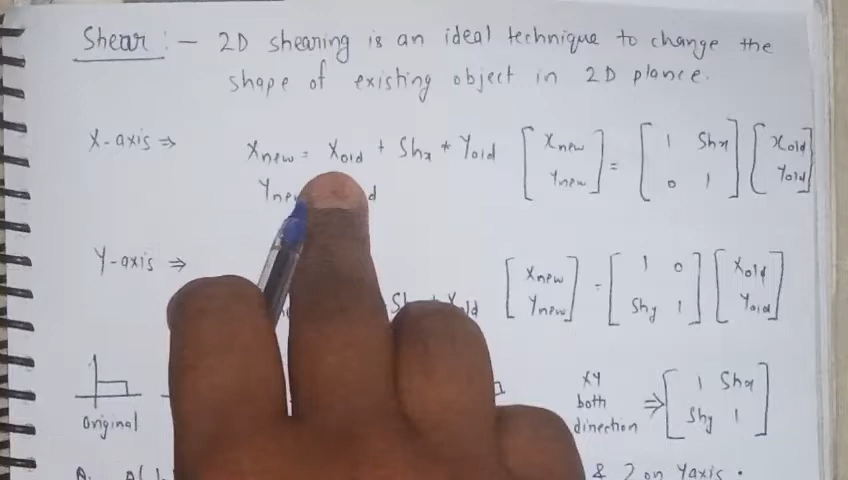 Shear :- 2D shearing is an ideal technique to change the
shape of existing object in 2D plance.
X-axis ⇒ Xnew = Xold + Shx * Yold [Xnew Ynew] = [1 Shx 0 1] [Xold Yold]
Y-axis ⇒ [Xnew Ynew] = [1 0 Shy 1] [Xold Yold]
Original
XY both direction ⇒ [1 Shx Shy 1]
& 2 on Yaxis.